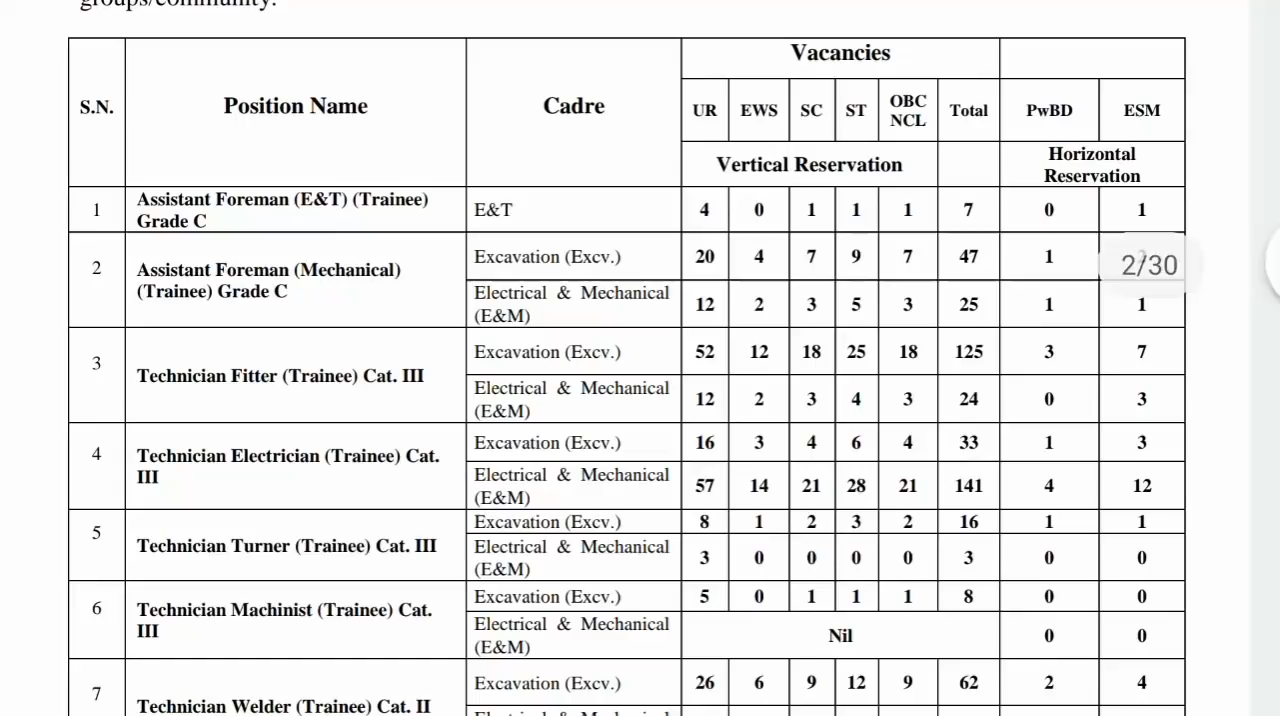 groups/community.
Vacancies
S.N. Position Name Cadre UR EWS SC ST OBC NCL Total PwBD ESM
Vertical Reservation Horizontal Reservation
1 Assistant Foreman (E&T) (Trainee) Grade C E&T 4 0 1 1 1 7 0 1
2 Assistant Foreman (Mechanical) (Trainee) Grade C Excavation (Excv.) 20 4 7 9 7 47 1
2/30
Electrical & Mechanical (E&M) 12 2 3 5 3 25 1 1
3 Technician Fitter (Trainee) Cat. III Excavation (Excv.) 52 12 18 25 18 125 3 7
Electrical & Mechanical (E&M) 12 2 3 4 3 24 0 3
4 Technician Electrician (Trainee) Cat. III Excavation (Excv.) 16 3 4 6 4 33 1 3
Electrical & Mechanical (E&M) 57 14 21 28 21 141 4 12
5 Technician Turner (Trainee) Cat. III Excavation (Excv.) 8 1 2 3 2 16 1 1
Electrical & Mechanical (E&M) 3 0 0 0 0 3 0 0
6 Technician Machinist (Trainee) Cat. III Excavation (Excv.) 5 0 1 1 1 8 0 0
Electrical & Mechanical (E&M) Nil 0 0
7 Technician Welder (Trainee) Cat. II Excavation (Excv.) 26 6 9 12 9 62 2 4